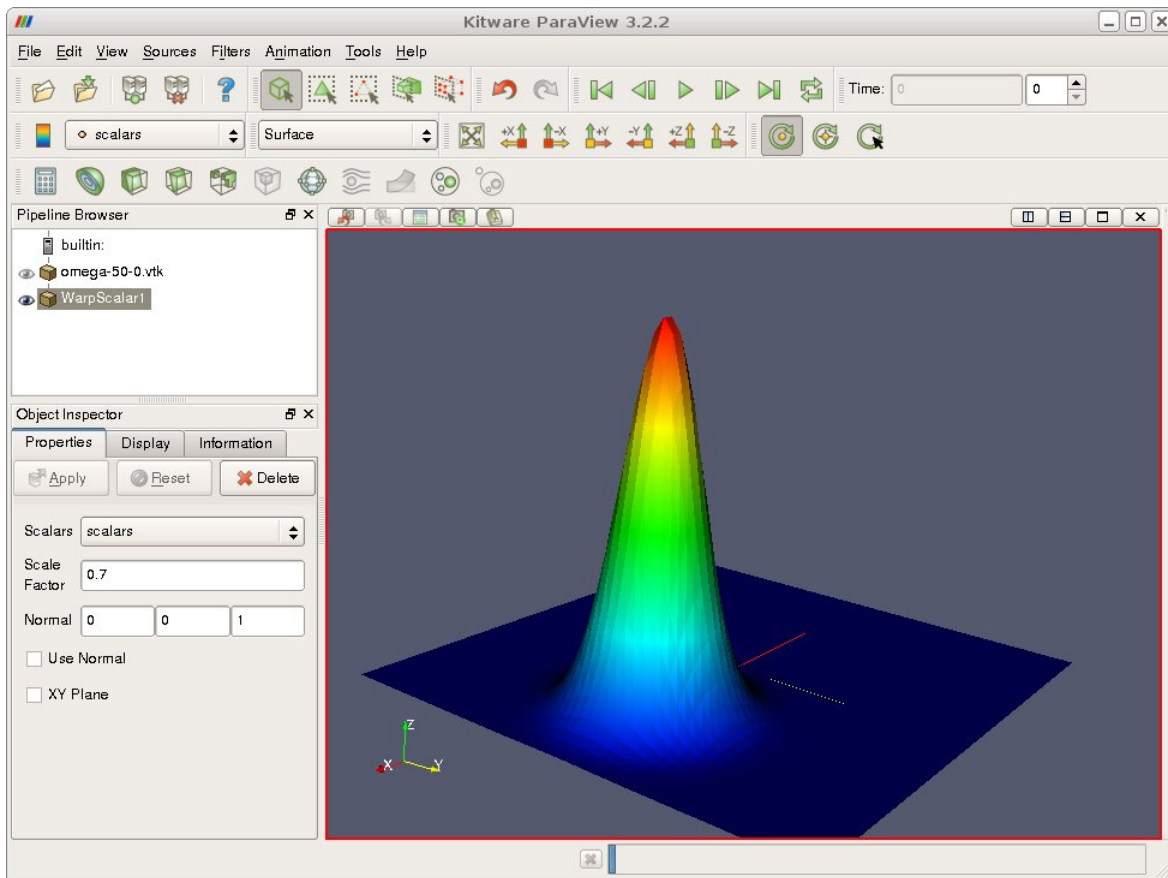 Kitware ParaView 3.2.2
File Edit View Sources Filters Animation Tools Help
Time: 0 0
scalars Surface
+X -X +Y -Y +Z -Z
Pipeline Browser
builtin:
omega-50-0.vtk
WarpScalar1
Object Inspector
Properties Display Information
Apply Reset Delete
Scalars scalars
Scale
Factor 0.7
Normal 0 0 1
Use Normal
XY Plane
Z
X Y